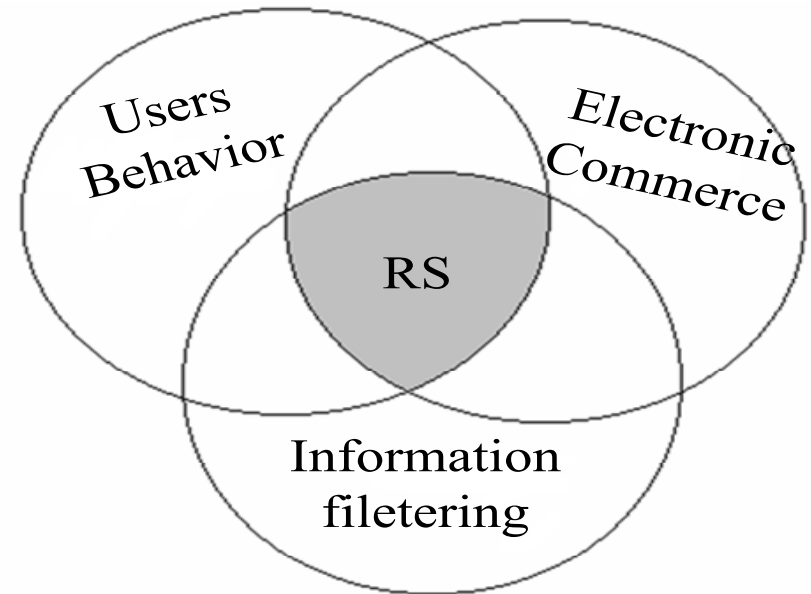 Users
Behavior
Electronic
Commerce
RS
Information
filetering